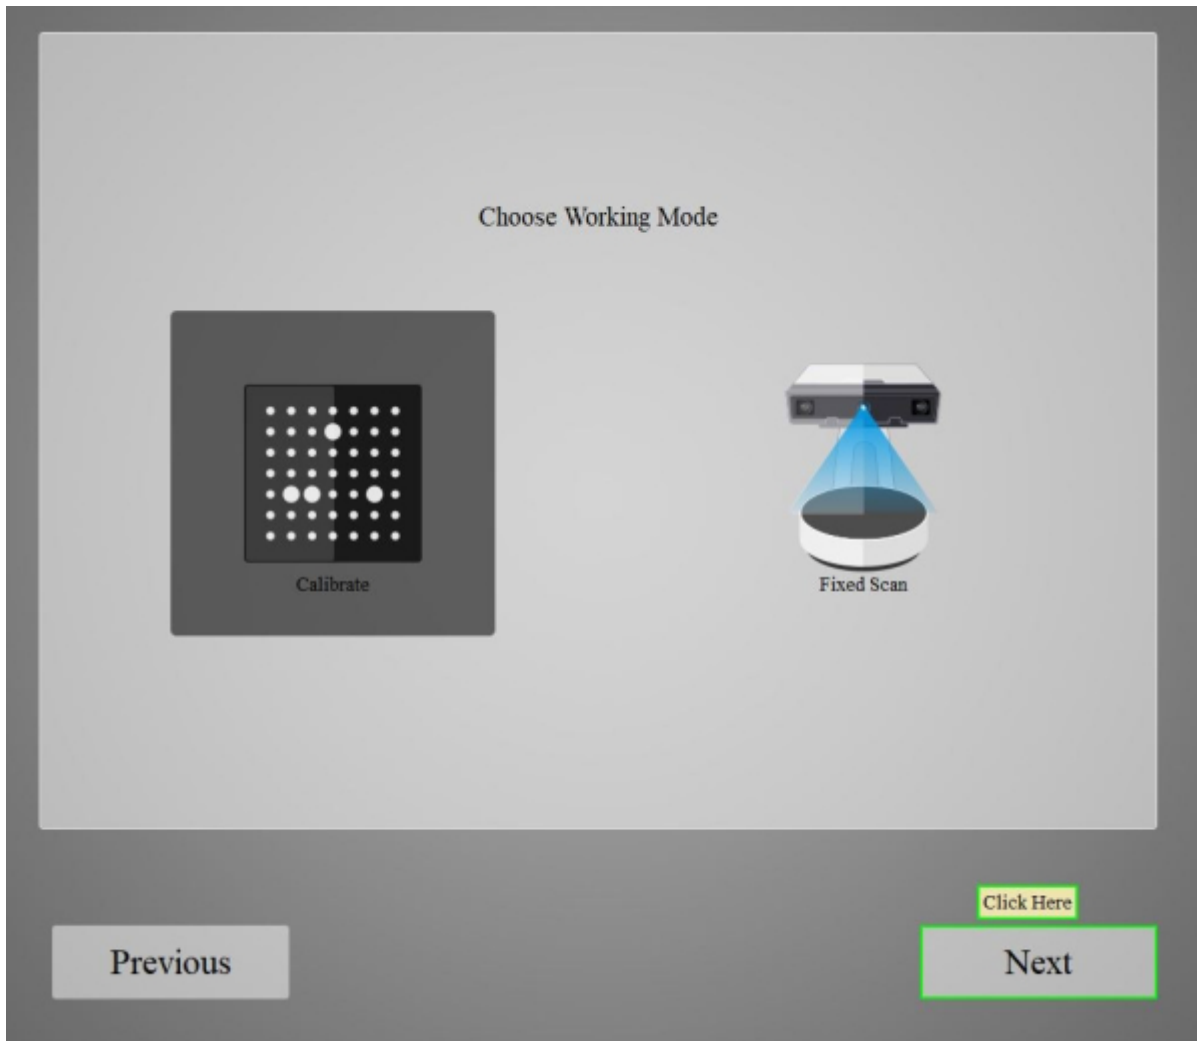 Choose Working Mode
Calibrate
Fixed Scan
Click Here
Previous
Next